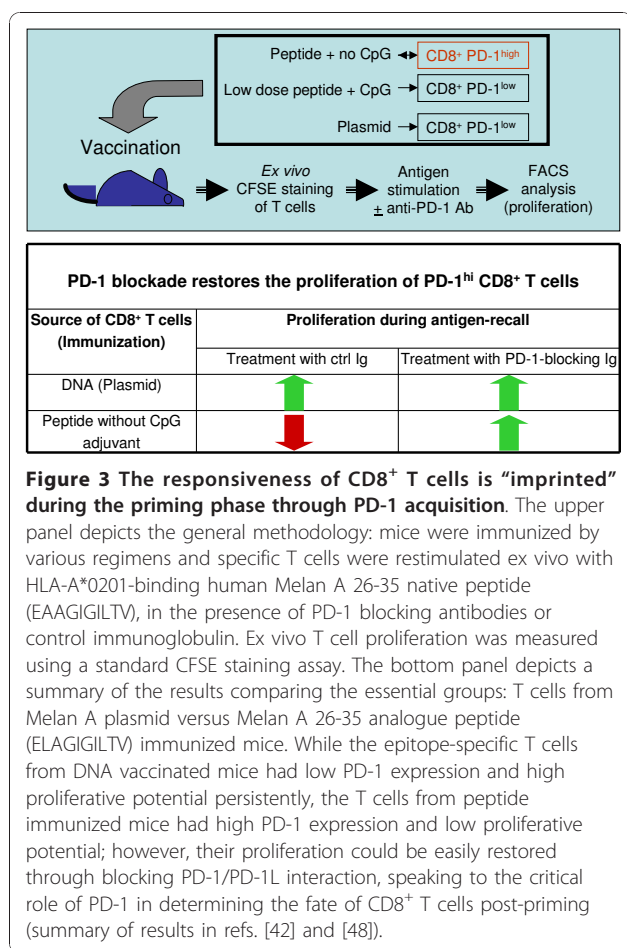 Peptide + no CpG
CD8⁺ PD-1ʰⁱᵍʰ
Low dose peptide + CpG
CD8⁺ PD-1ˡᵒʷ
Plasmid
CD8⁺ PD-1ˡᵒʷ
Vaccination
Ex vivo
CFSE staining
of T cells
Antigen
stimulation
± anti-PD-1 Ab
FACS
analysis
(proliferation)
PD-1 blockade restores the proliferation of PD-1ʰⁱ CD8⁺ T cells
Source of CD8⁺ T cells
(Immunization)
Proliferation during antigen-recall
Treatment with ctrl Ig
Treatment with PD-1-blocking Ig
DNA (Plasmid)
Peptide without CpG
adjuvant
Figure 3 The responsiveness of CD8⁺ T cells is “imprinted”
during the priming phase through PD-1 acquisition. The upper
panel depicts the general methodology: mice were immunized by
various regimens and specific T cells were restimulated ex vivo with
HLA-A*0201-binding human Melan A 26-35 native peptide
(EAAGIGILTV), in the presence of PD-1 blocking antibodies or
control immunoglobulin. Ex vivo T cell proliferation was measured
using a standard CFSE staining assay. The bottom panel depicts a
summary of the results comparing the essential groups: T cells from
Melan A plasmid versus Melan A 26-35 analogue peptide
(ELAGIGILTV) immunized mice. While the epitope-specific T cells
from DNA vaccinated mice had low PD-1 expression and high
proliferative potential persistently, the T cells from peptide
immunized mice had high PD-1 expression and low proliferative
potential; however, their proliferation could be easily restored
through blocking PD-1/PD-1L interaction, speaking to the critical
role of PD-1 in determining the fate of CD8⁺ T cells post-priming
(summary of results in refs. [42] and [48]).